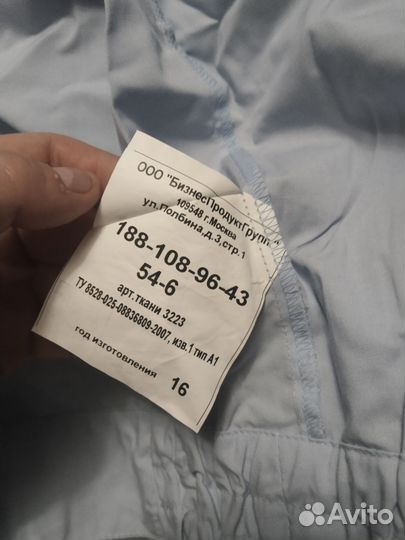 ООО "БизнесПродуктГрупп"
109548 г.Москва
ул.Полбина,д.3,стр.1
188-108-96-43
54-6
арт.ткани 3223
ТУ 8528-025-08836809-2007, изв.1 тип А1
год изготовления 16
Avito